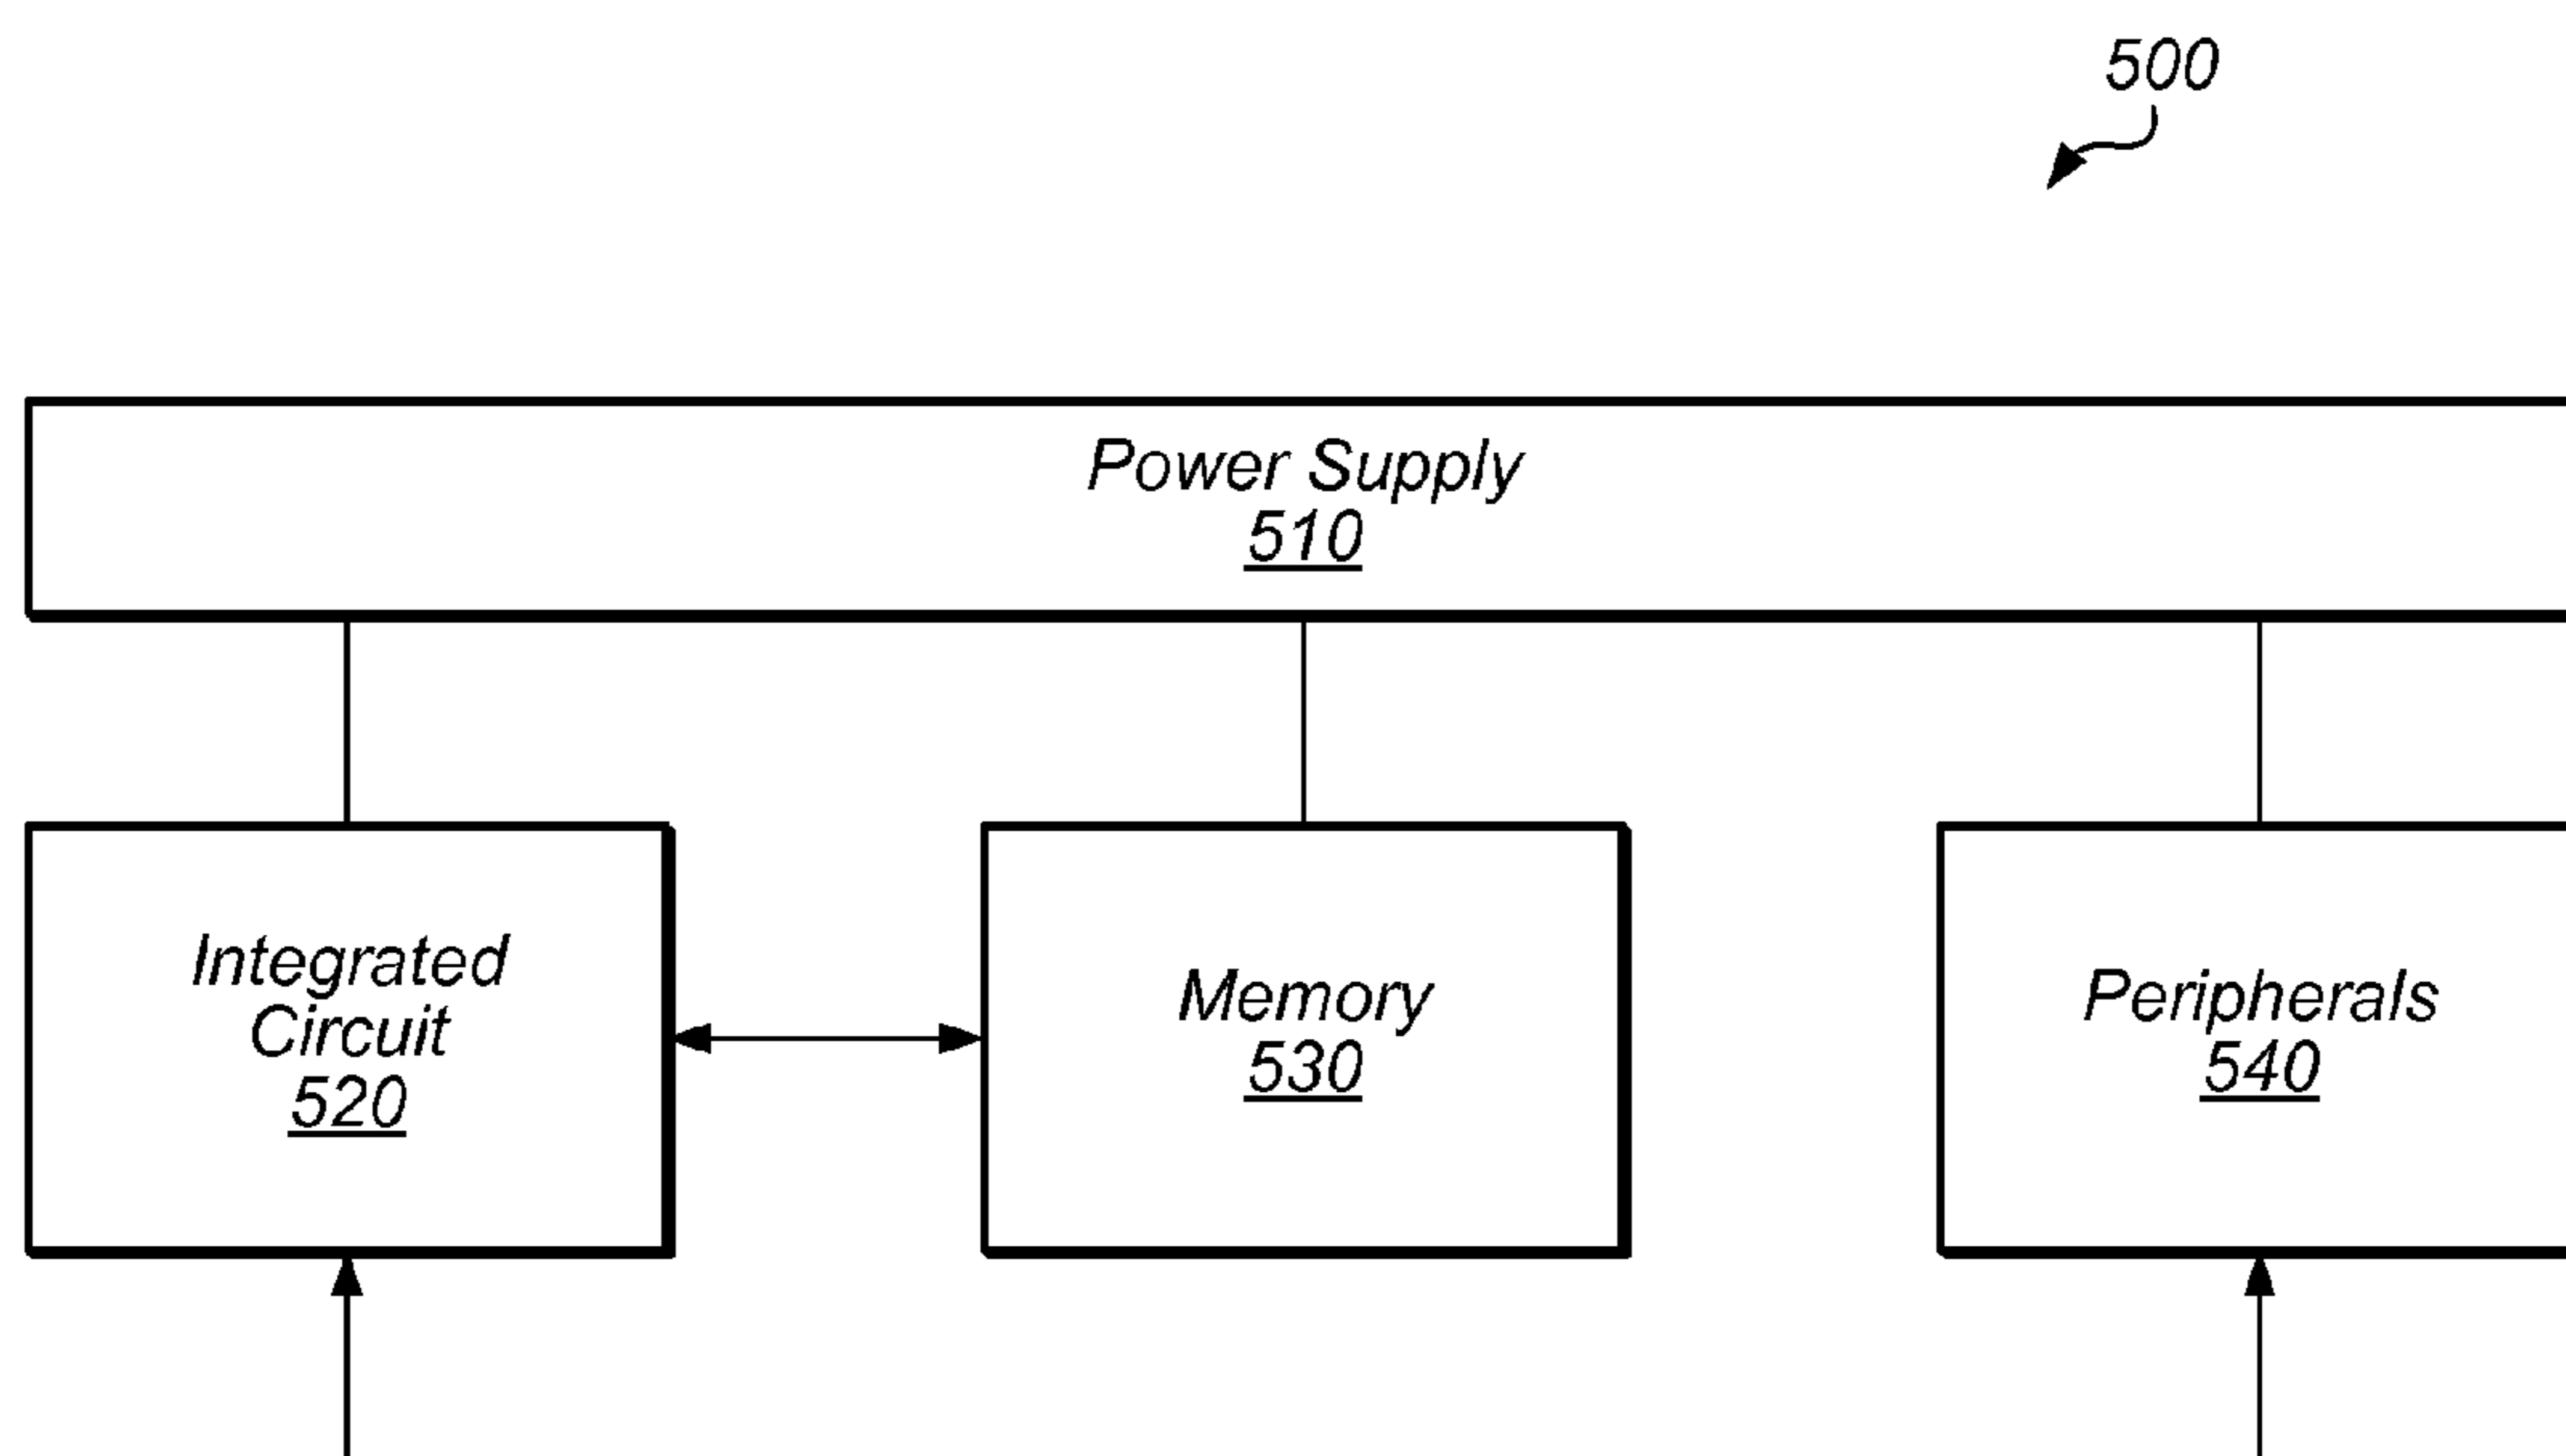 500
Power Supply
510
Integrated
Circuit
520
Memory
530
Peripherals
540